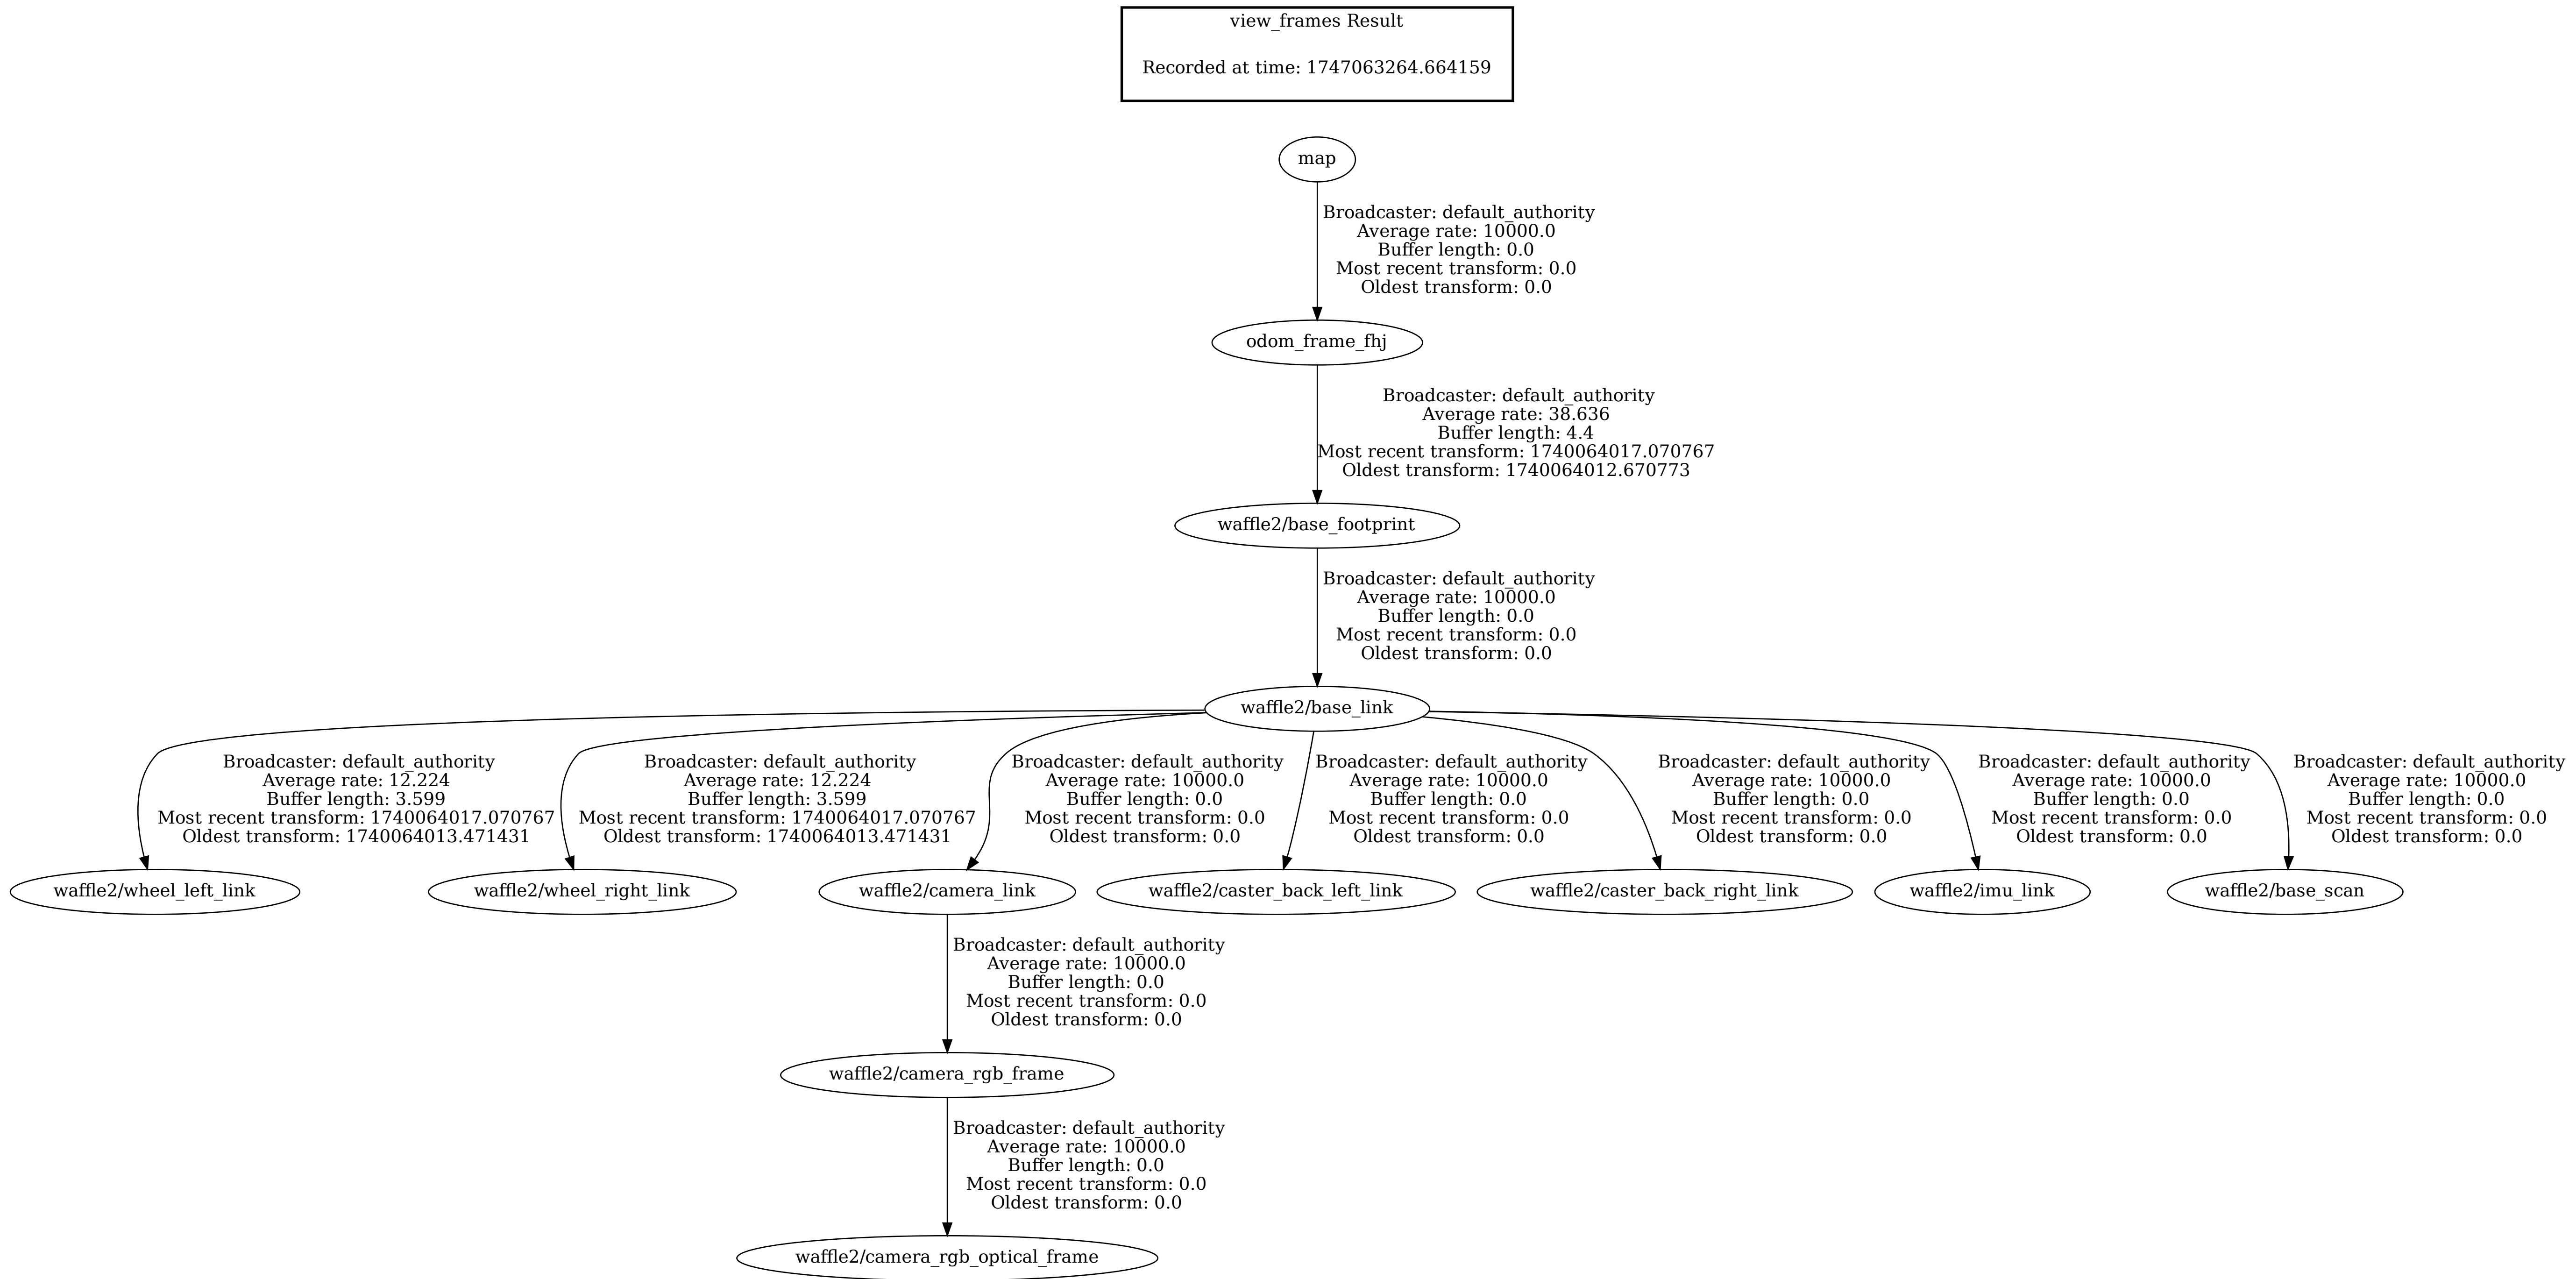 view_frames Result
Recorded at time: 1747063264.664159
map
Broadcaster: default_authority
Average rate: 10000.0
Buffer length: 0.0
Most recent transform: 0.0
Oldest transform: 0.0
odom_frame_fhj
Broadcaster: default_authority
Average rate: 38.636
Buffer length: 4.4
Most recent transform: 1740064017.070767
Oldest transform: 1740064012.670773
waffle2/base_footprint
Broadcaster: default_authority
Average rate: 10000.0
Buffer length: 0.0
Most recent transform: 0.0
Oldest transform: 0.0
waffle2/base_link
Broadcaster: default_authority
Average rate: 12.224
Buffer length: 3.599
Most recent transform: 1740064017.070767
Oldest transform: 1740064013.471431
Broadcaster: default_authority
Average rate: 12.224
Buffer length: 3.599
Most recent transform: 1740064017.070767
Oldest transform: 1740064013.471431
Broadcaster: default_authority
Average rate: 10000.0
Buffer length: 0.0
Most recent transform: 0.0
Oldest transform: 0.0
Broadcaster: default_authority
Average rate: 10000.0
Buffer length: 0.0
Most recent transform: 0.0
Oldest transform: 0.0
Broadcaster: default_authority
Average rate: 10000.0
Buffer length: 0.0
Most recent transform: 0.0
Oldest transform: 0.0
Broadcaster: default_authority
Average rate: 10000.0
Buffer length: 0.0
Most recent transform: 0.0
Oldest transform: 0.0
Broadcaster: default_authority
Average rate: 10000.0
Buffer length: 0.0
Most recent transform: 0.0
Oldest transform: 0.0
waffle2/wheel_left_link
waffle2/wheel_right_link
waffle2/camera_link
waffle2/caster_back_left_link
waffle2/caster_back_right_link
waffle2/imu_link
waffle2/base_scan
Broadcaster: default_authority
Average rate: 10000.0
Buffer length: 0.0
Most recent transform: 0.0
Oldest transform: 0.0
waffle2/camera_rgb_frame
Broadcaster: default_authority
Average rate: 10000.0
Buffer length: 0.0
Most recent transform: 0.0
Oldest transform: 0.0
waffle2/camera_rgb_optical_frame